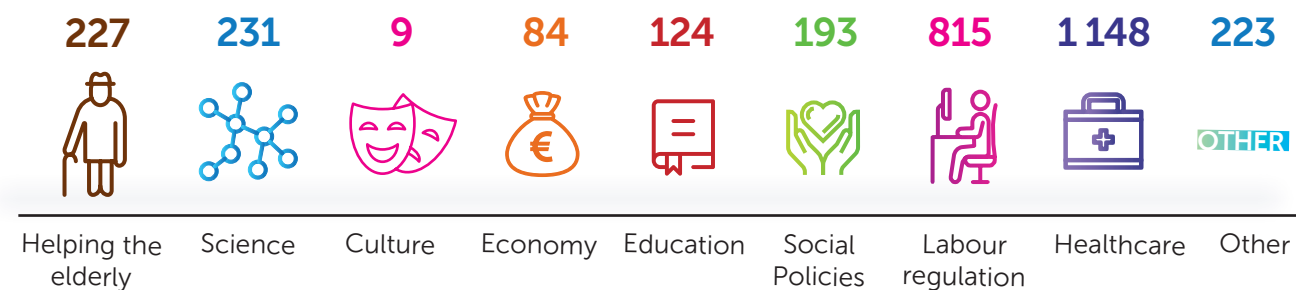 227 231 9 84 124 193 815 1 148 223
€
OTHER
Helping the elderly
Science
Culture
Economy
Education
Social Policies
Labour regulation
Healthcare
Other